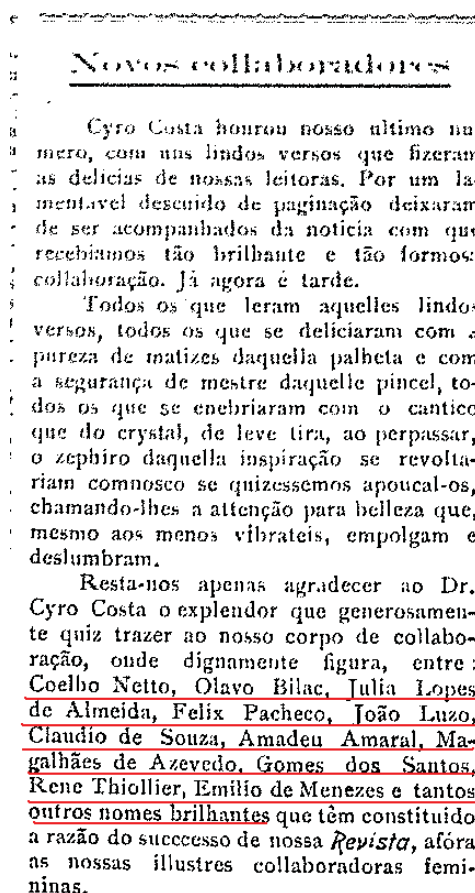 Novos collaboradores
Cyro Costa honrou nosso ultimo nu
mero, com uns lindos versos que fizeram
as delicias de nossas leitoras. Por um la
mentavel descuido de paginação deixaram
de ser acompanhados da noticia com que
recebiamos tão brilhante e tão formos
collaboração. Já agora é tarde.
Todos os que leram aquelles lindos
versos, todos os que se deliciaram com a
pureza de matizes daquella palheta e com
a segurança de mestre daquelle pincel, to-
dos os que se enebriaram com o cantico
que do crystal, de leve tira, ao perpassar,
o zephiro daquella inspiração se revolta-
riam comnosco se quizessemos apoucal-os,
chamando-lhes a attenção para belleza que,
mesmo aos menos vibrateis, empolgam e
deslumbram.
Resta-nos apenas agradecer ao Dr.
Cyro Costa o explendor que generosamen-
te quiz trazer ao nosso corpo de collabo-
ração, onde dignamente figura, entre:
Coelho Netto, Olavo Bilac, Julia Lopes
de Almeida, Felix Pacheco, João Luzo,
Claudio de Souza, Amadeu Amaral, Ma-
galhães de Azevedo, Gomes dos Santos,
Rene Thiollier, Emilio de Menezes e tantos
outros nomes brilhantes que têm constituido
a razão do succcesso de nossa Revista, afóra
as nossas illustres collaboradoras femi-
ninas.